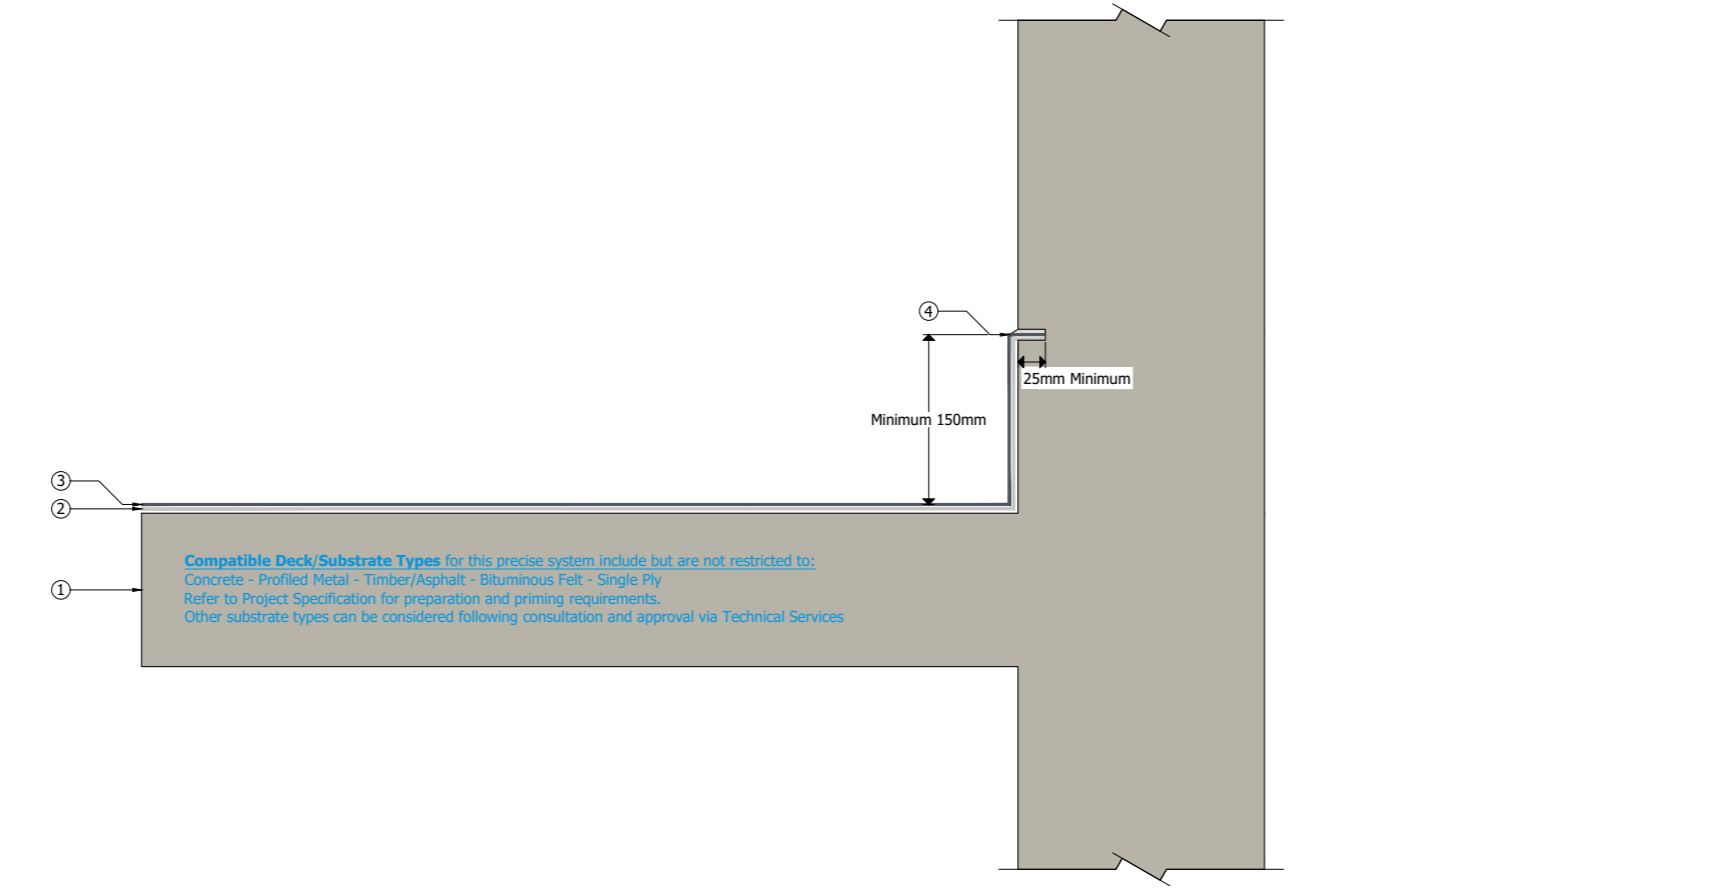 ④
25mm Minimum
Minimum 150mm
③
②
Compatible Deck/Substrate Types for this precise system include but are not restricted to:
Concrete - Profiled Metal - Timber/Asphalt - Bituminous Felt - Single Ply
①
Refer to Project Specification for preparation and priming requirements.
Other substrate types can be considered following consultation and approval via Technical Services